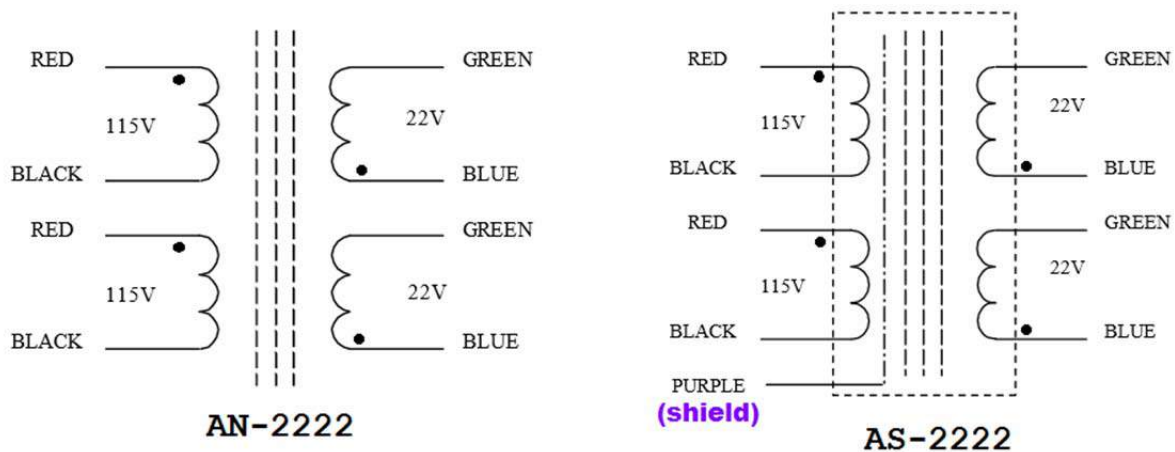 RED
GREEN
115V
22V
BLACK
BLUE
RED
GREEN
115V
22V
BLACK
BLUE
AN-2222
RED
GREEN
115V
22V
BLACK
BLUE
RED
GREEN
115V
22V
BLACK
BLUE
PURPLE
(shield)
AS-2222